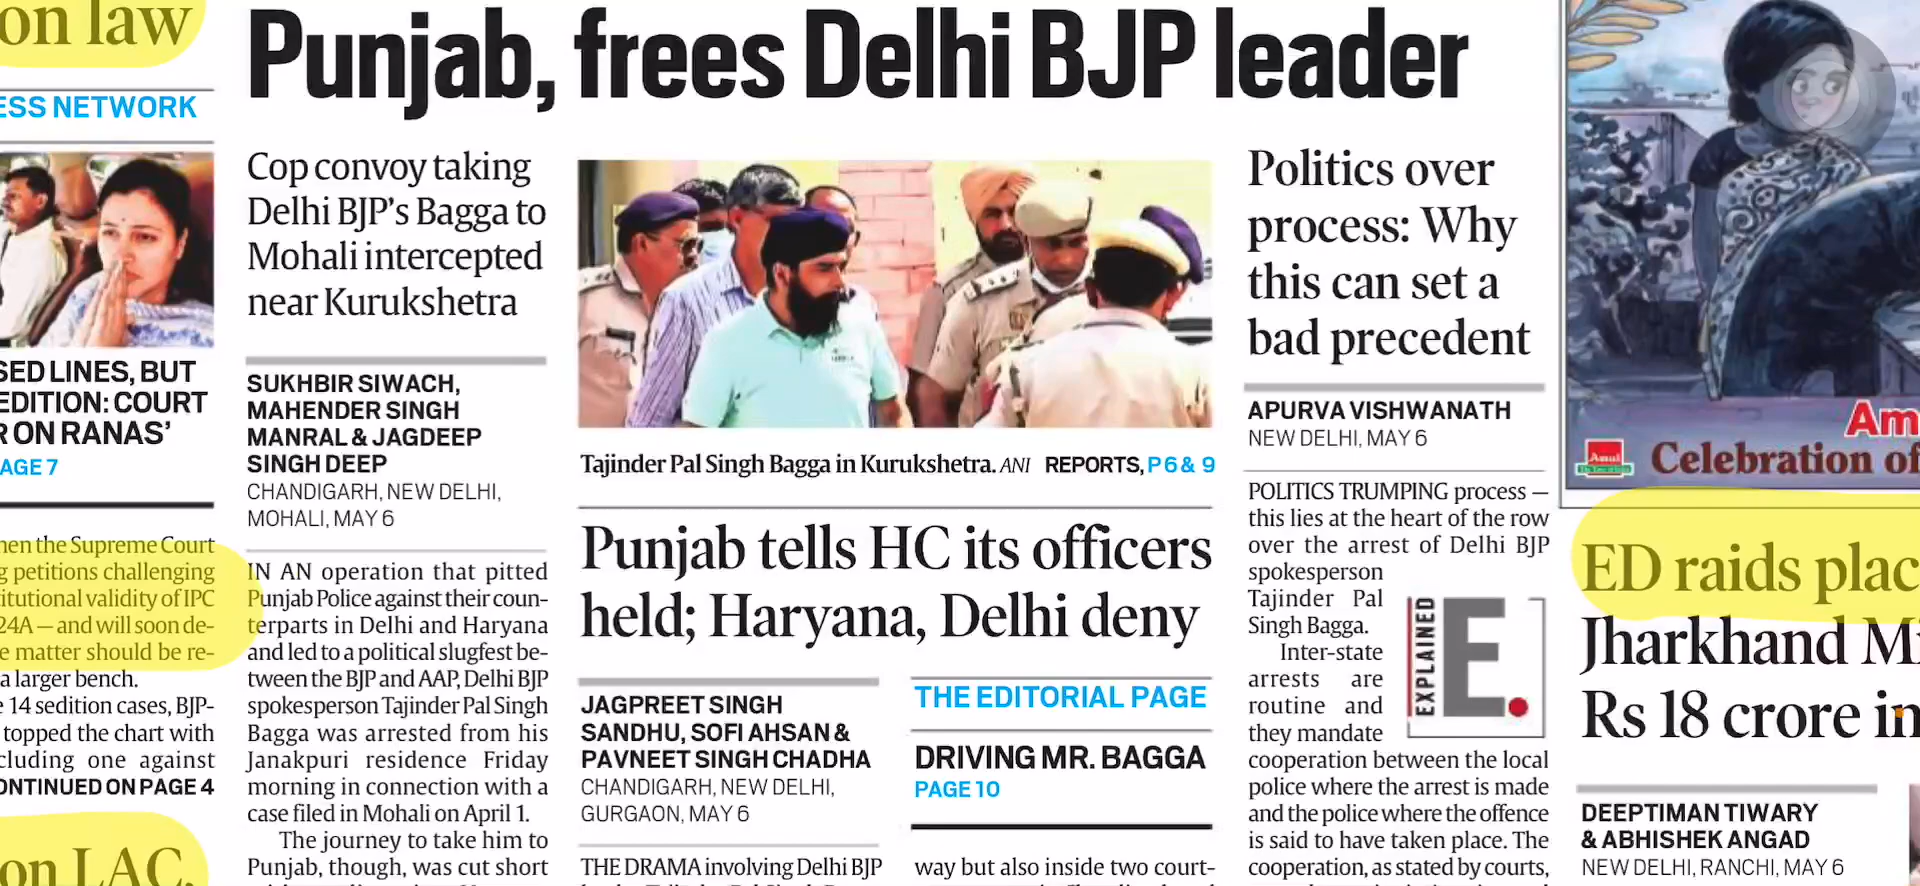 on law
ESS NETWORK
SED LINES, BUT
EDITION: COURT
R ON RANAS’
AGE 7
hen the Supreme Court
g petitions challenging
titutional validity of IPC
24A — and will soon de-
e matter should be re-
a larger bench.
e 14 sedition cases, BJP-
topped the chart with
cluding one against
ONTINUED ON PAGE 4
on LAC,
Punjab, frees Delhi BJP leader
Cop convoy taking
Delhi BJP’s Bagga to
Mohali intercepted
near Kurukshetra
SUKHBIR SIWACH,
MAHENDER SINGH
MANRAL & JAGDEEP
SINGH DEEP
CHANDIGARH, NEW DELHI,
MOHALI, MAY 6
IN AN operation that pitted
Punjab Police against their coun-
terparts in Delhi and Haryana
and led to a political slugfest be-
tween the BJP and AAP, Delhi BJP
spokesperson Tajinder Pal Singh
Bagga was arrested from his
Janakpuri residence Friday
morning in connection with a
case filed in Mohali on April 1.
The journey to take him to
Punjab, though, was cut short
Tajinder Pal Singh Bagga in Kurukshetra. ANI REPORTS, P 6 & 9
Punjab tells HC its officers
held; Haryana, Delhi deny
JAGPREET SINGH
SANDHU, SOFI AHSAN &
PAVNEET SINGH CHADHA
CHANDIGARH, NEW DELHI,
GURGAON, MAY 6
THE DRAMA involving Delhi BJP
THE EDITORIAL PAGE
DRIVING MR. BAGGA
PAGE 10
way but also inside two court-
Politics over
process: Why
this can set a
bad precedent
APURVA VISHWANATH
NEW DELHI, MAY 6
POLITICS TRUMPING process —
this lies at the heart of the row
over the arrest of Delhi BJP
spokesperson
Tajinder Pal
Singh Bagga.
Inter-state
arrests are
routine and
they mandate
cooperation between the local
police where the arrest is made
and the police where the offence
is said to have taken place. The
cooperation, as stated by courts,
EXPLAINED
E.
Am
Amul
Celebration of
ED raids plac
Jharkhand Mi
Rs 18 crore in
DEEPTIMAN TIWARY
& ABHISHEK ANGAD
NEW DELHI, RANCHI, MAY 6